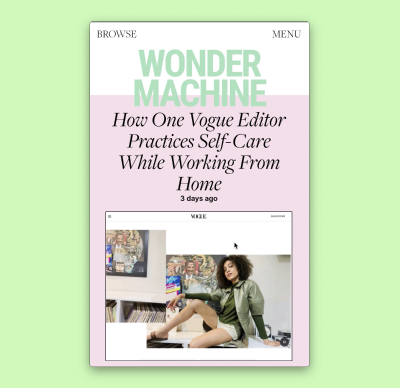 BROWSE MENU
WONDER
MACHINE
How One Vogue Editor
Practices Self-Care
While Working From
Home
3 days ago
VOGUE